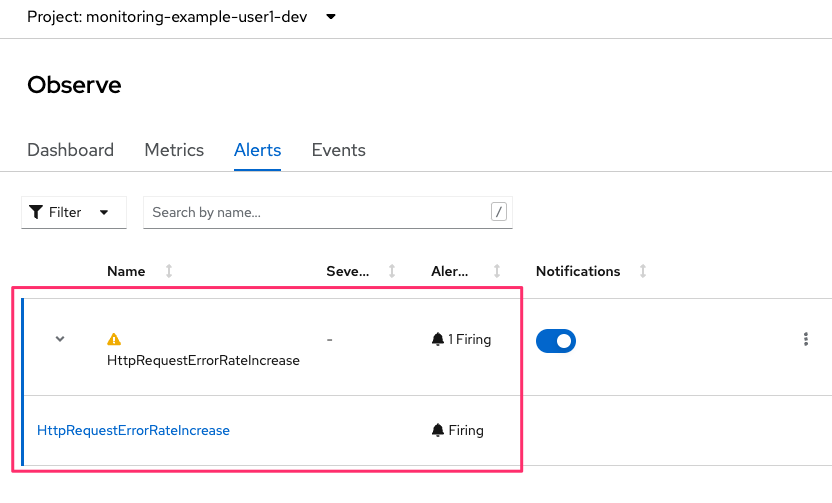 Project: monitoring-example-user1-dev
Observe
Dashboard Metrics Alerts Events
Filter Search by name... /
Name Seve... Aler... Notifications
- 1 Firing
HttpRequestErrorRateIncrease
HttpRequestErrorRateIncrease Firing